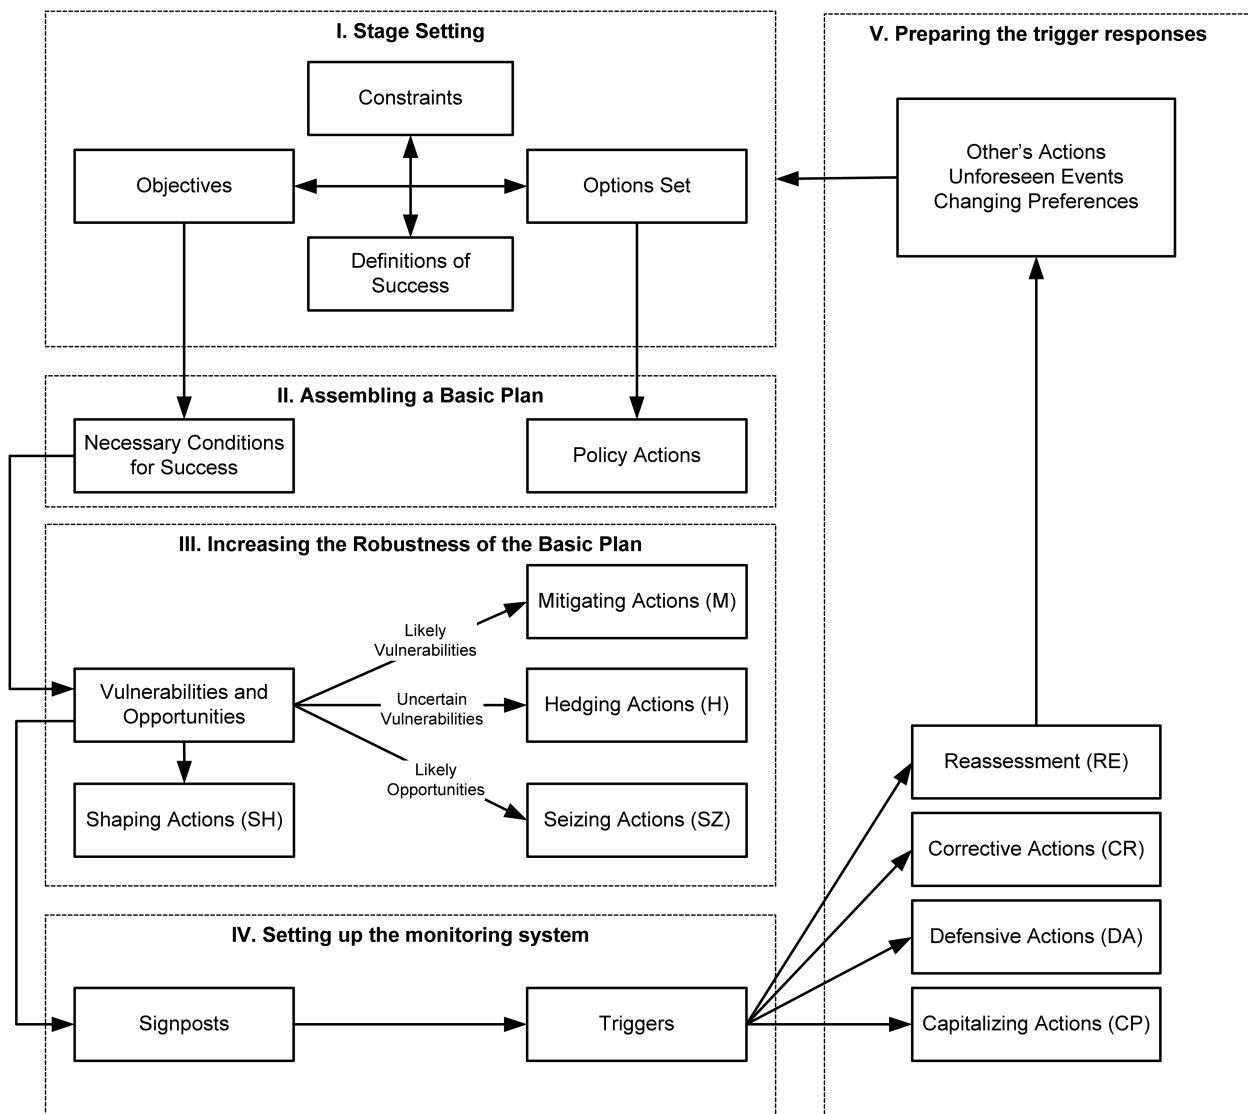 I. Stage Setting
Constraints
Objectives
Options Set
Definitions of
Success
II. Assembling a Basic Plan
Necessary Conditions
for Success
Policy Actions
III. Increasing the Robustness of the Basic Plan
Mitigating Actions (M)
Likely
Vulnerabilities
Vulnerabilities and
Opportunities
Uncertain
Vulnerabilities
Hedging Actions (H)
Likely
Opportunities
Shaping Actions (SH)
Seizing Actions (SZ)
IV. Setting up the monitoring system
Signposts
Triggers
V. Preparing the trigger responses
Other's Actions
Unforeseen Events
Changing Preferences
Reassessment (RE)
Corrective Actions (CR)
Defensive Actions (DA)
Capitalizing Actions (CP)